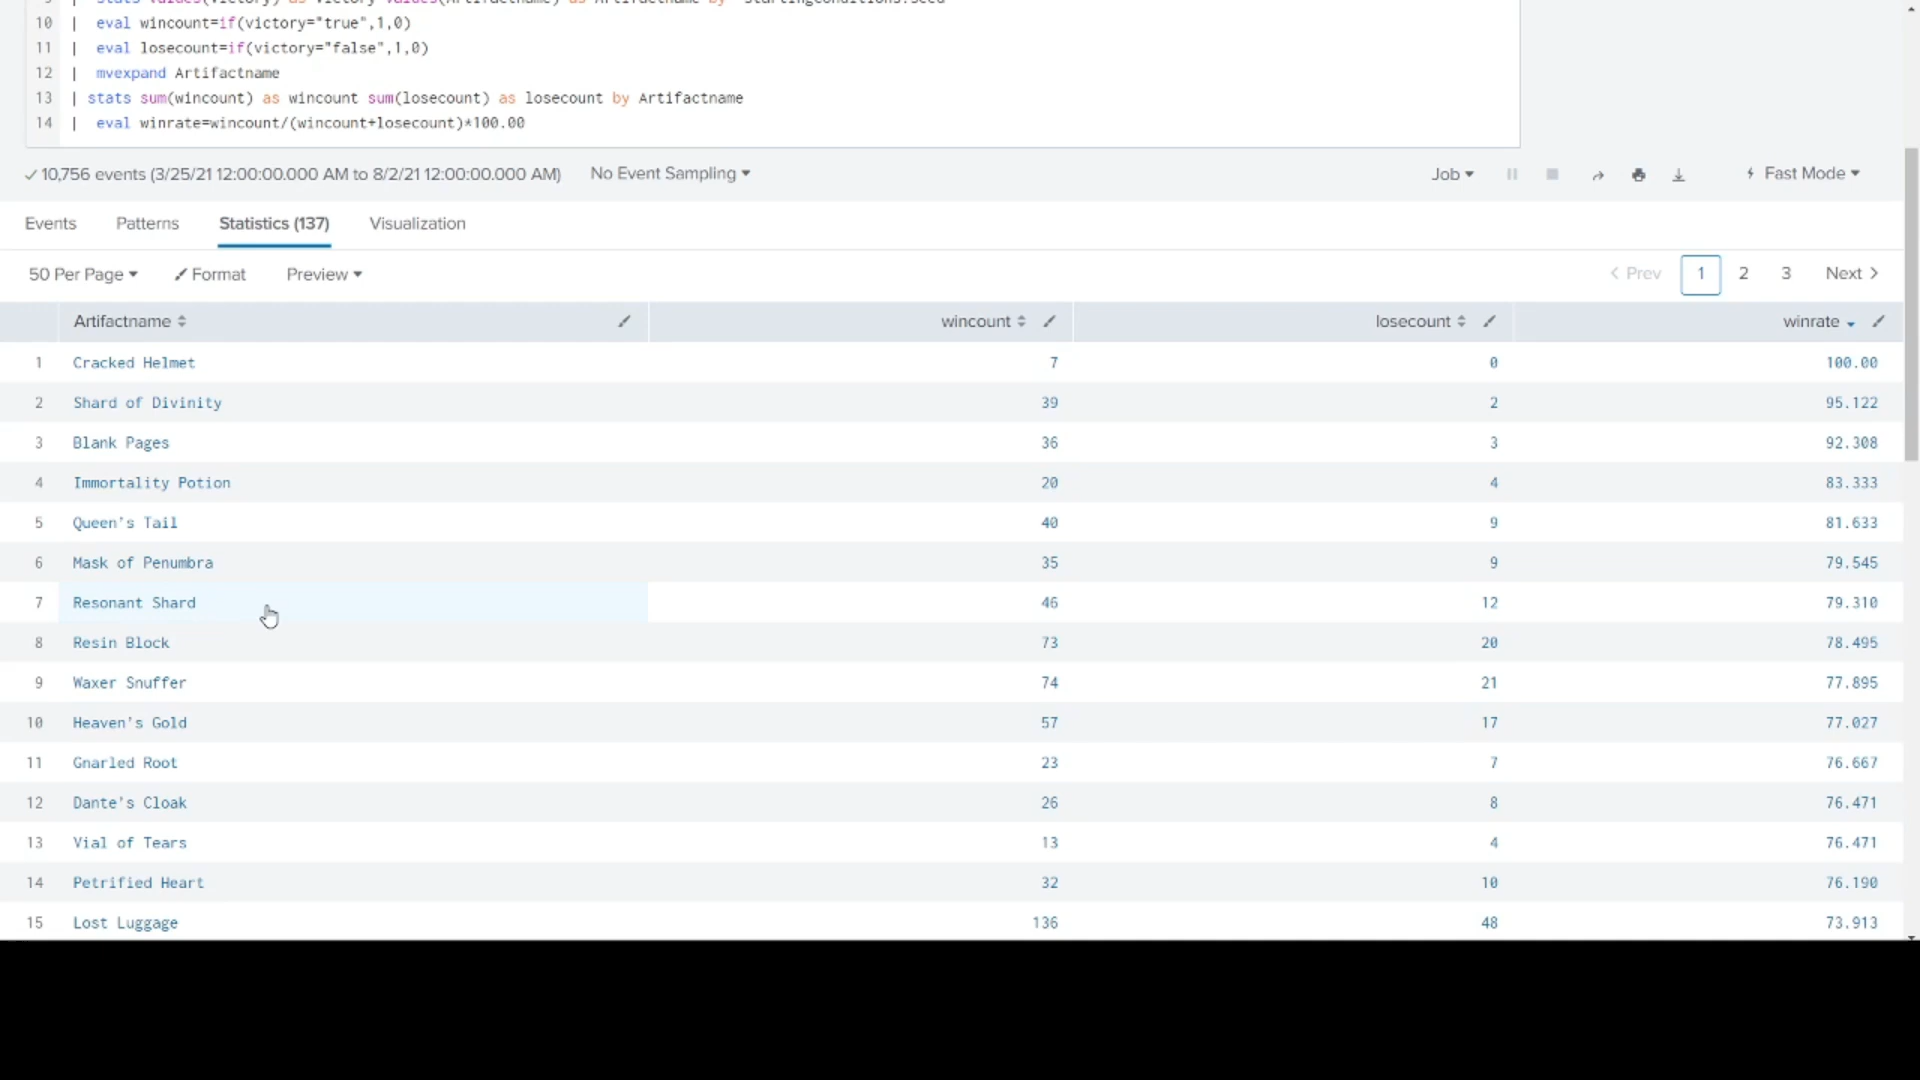 | stats values(victory) as victory values(Artifactname) as Artifactname by
10 | eval wincount=if(victory="true",1,0)
11 | eval losecount=if(victory="false",1,0)
12 | mvexpand Artifactname
13 | stats sum(wincount) as wincount sum(losecount) as losecount by Artifactname
14 | eval winrate=wincount/(wincount+losecount)*100.00
10,756 events (3/25/21 12:00:00.000 AM to 8/2/21 12:00:00.000 AM) No Event Sampling Job Fast Mode
Events Patterns Statistics (137) Visualization
50 Per Page Format Preview Prev 1 2 3 Next
Artifactname wincount losecount winrate
1 Cracked Helmet 7 0 100.00
2 Shard of Divinity 39 2 95.122
3 Blank Pages 36 3 92.308
4 Immortality Potion 20 4 83.333
5 Queen's Tail 40 9 81.633
6 Mask of Penumbra 35 9 79.545
7 Resonant Shard 46 12 79.310
8 Resin Block 73 20 78.495
9 Waxer Snuffer 74 21 77.895
10 Heaven's Gold 57 17 77.027
11 Gnarled Root 23 7 76.667
12 Dante's Cloak 26 8 76.471
13 Vial of Tears 13 4 76.471
14 Petrified Heart 32 10 76.190
15 Lost Luggage 136 48 73.913